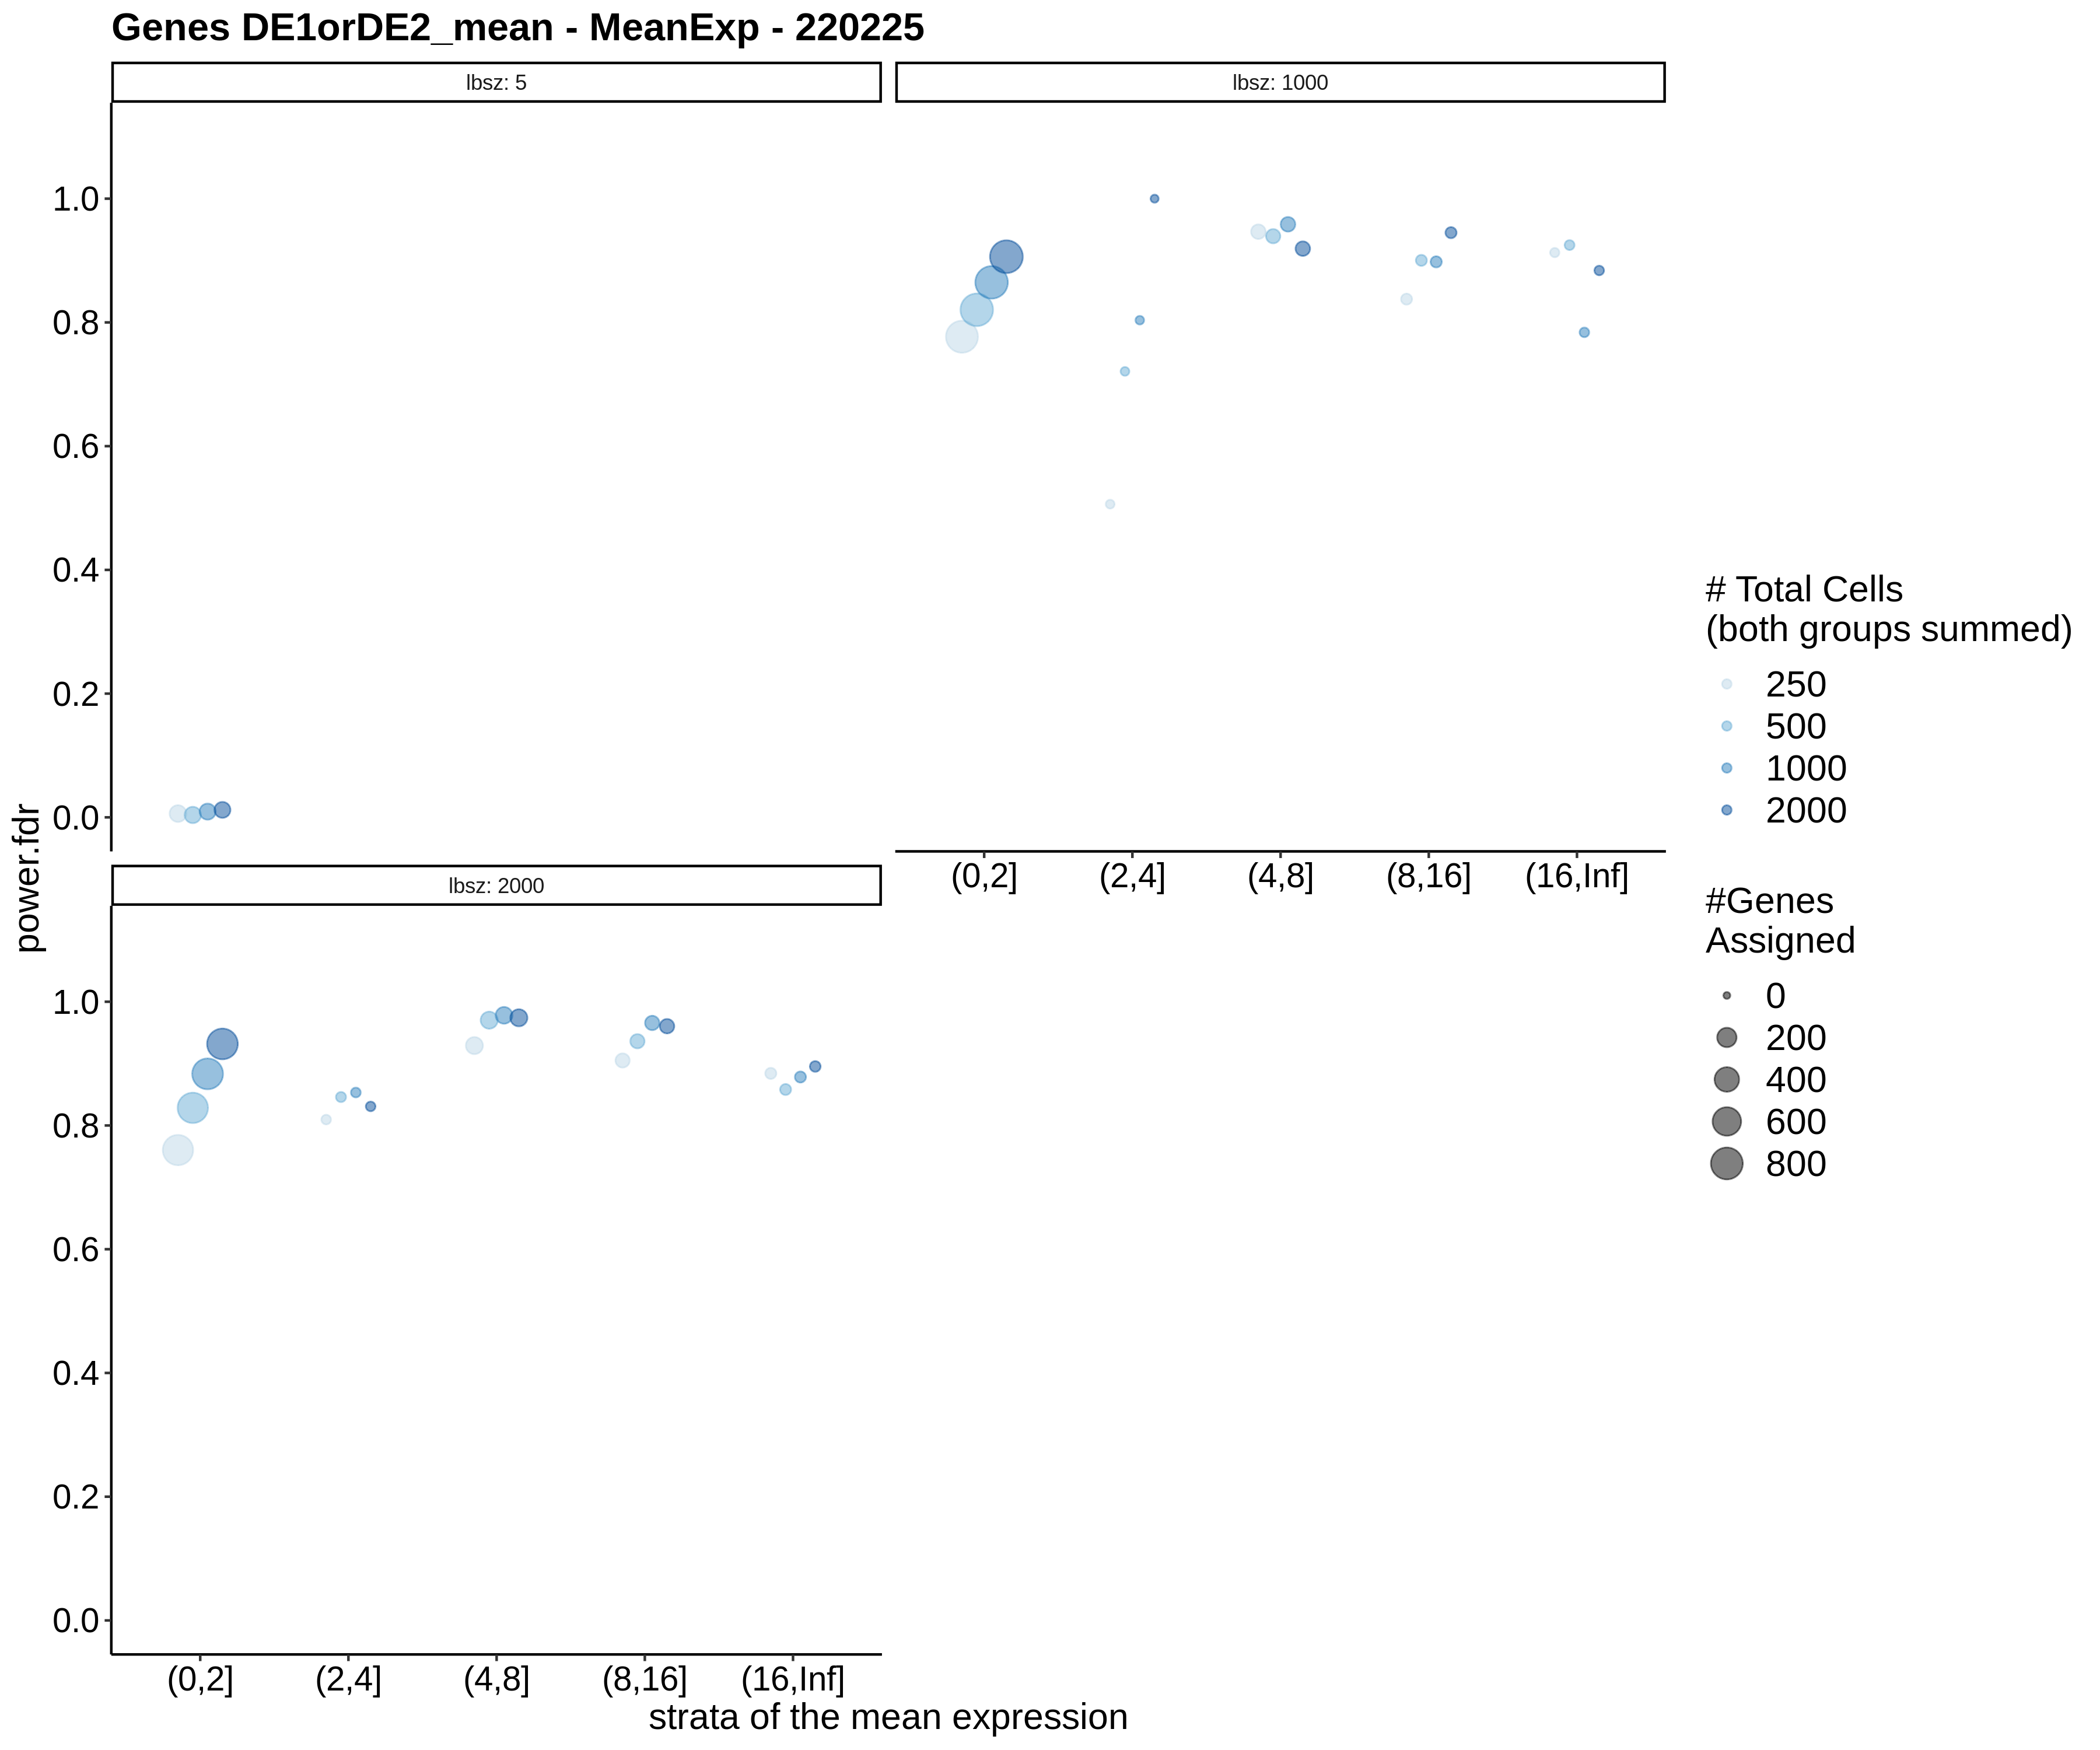 Genes DE1orDE2_mean - MeanExp - 220225
lbsz: 5
lbsz: 1000
1.0
0.8
0.6
0.4
0.2
0.0
(0,2]
(2,4]
(4,8]
(8,16]
(16,Inf]
lbsz: 2000
1.0
0.8
0.6
0.4
0.2
0.0
(0,2]
(2,4]
(4,8]
(8,16]
(16,Inf]
strata of the mean expression
power.fdr
# Total Cells
(both groups summed)
250
500
1000
2000
#Genes
Assigned
0
200
400
600
800